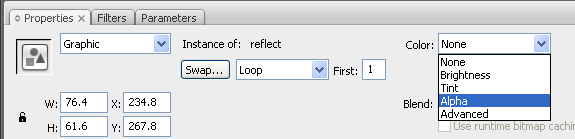 Properties × Filters Parameters
Graphic Instance of: reflect Color: None
Swap... Loop First: 1
None
Brightness
Tint
Alpha
Advanced
W: 76.4 X: 234.8 Blend:
H: 61.6 Y: 267.8 Use runtime bitmap